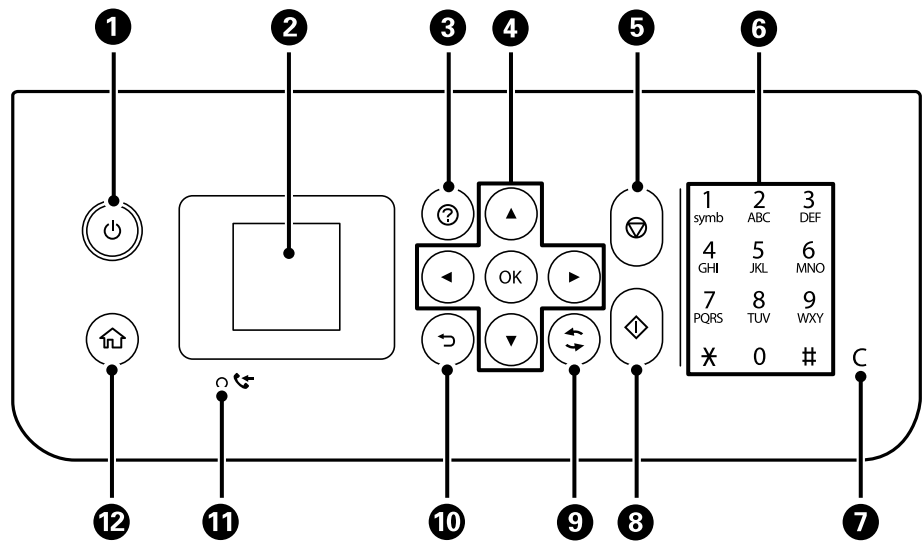 1 2 3 4 5 6
1 2 3
symb ABC DEF
4 5 6
GHI JKL MNO
OK
7 8 9
PQRS TUV WXY
* 0 #
C
12 11 10 9 8 7